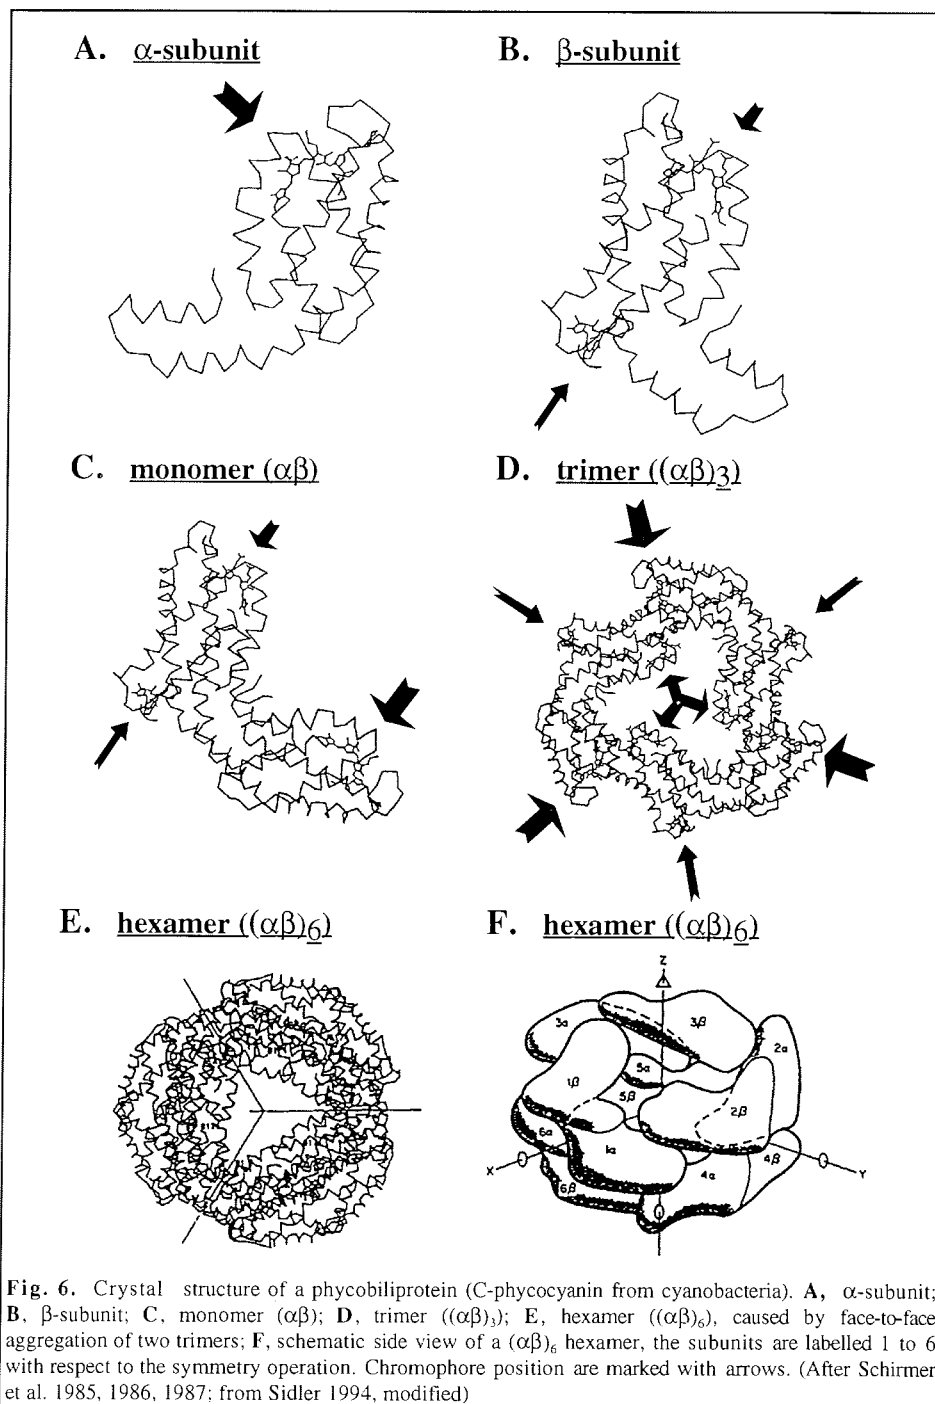 A. α-subunit
B. β-subunit
C. monomer (αβ)
D. trimer ((αβ)3)
E. hexamer ((αβ)6)
F. hexamer ((αβ)6)
Z
3α
3β
2α
5α
1β
5β
2β
6α
1α
4α
4β
6β
X
Y
Fig. 6. Crystal structure of a phycobiliprotein (C-phycocyanin from cyanobacteria). A, α-subunit;
B, β-subunit; C, monomer (αβ); D, trimer ((αβ)3); E, hexamer ((αβ)6), caused by face-to-face
aggregation of two trimers; F, schematic side view of a (αβ)6 hexamer, the subunits are labelled 1 to 6
with respect to the symmetry operation. Chromophore position are marked with arrows. (After Schirmer
et al. 1985, 1986, 1987; from Sidler 1994, modified)